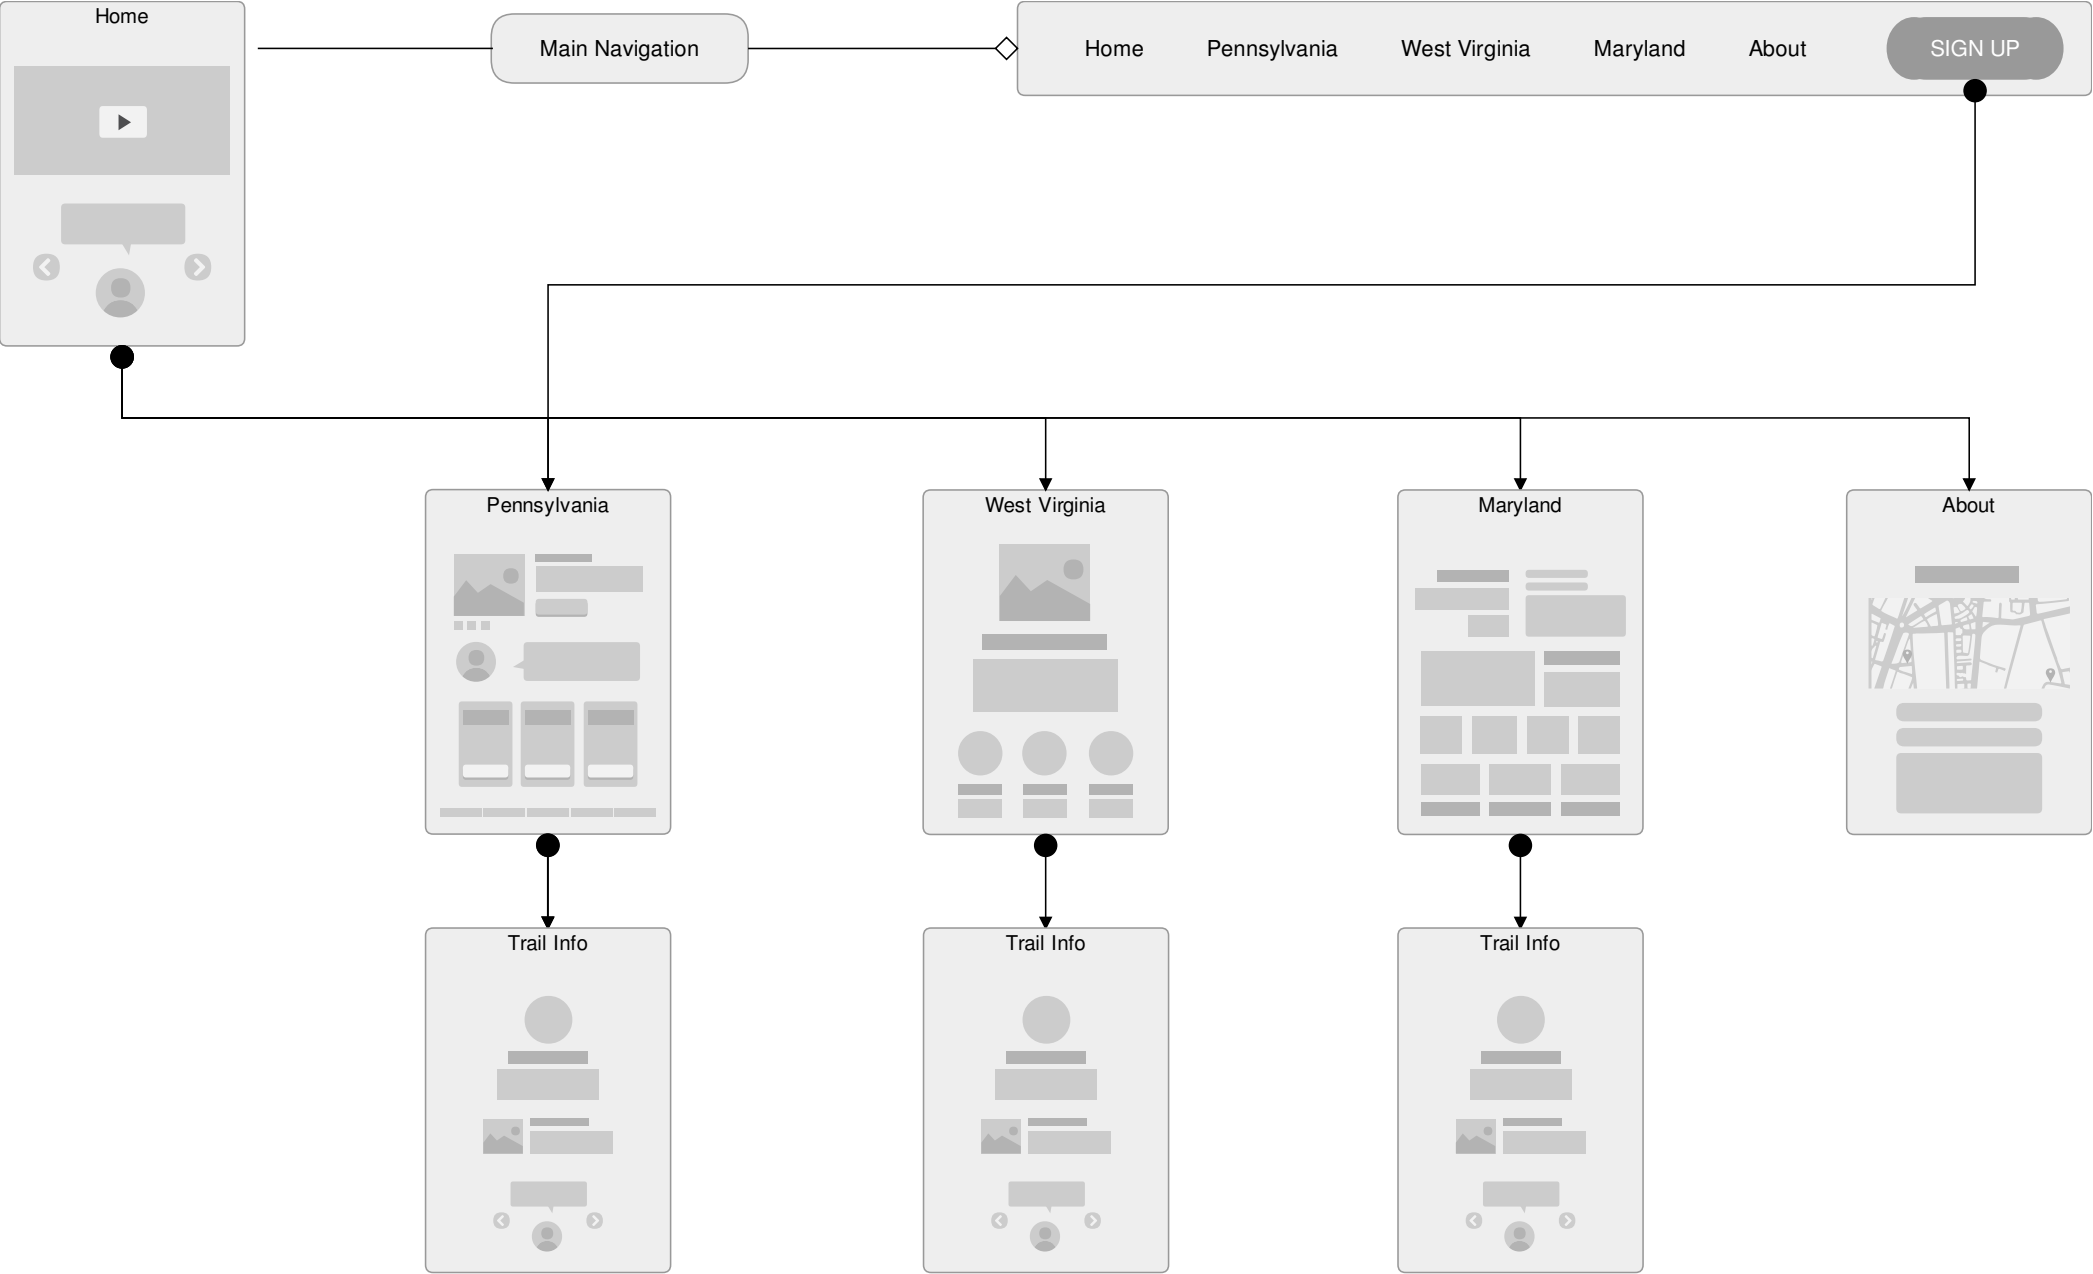 Home
Main Navigation
Home Pennsylvania West Virginia Maryland About SIGN UP
Pennsylvania
West Virginia
Maryland
About
Trail Info
Trail Info
Trail Info